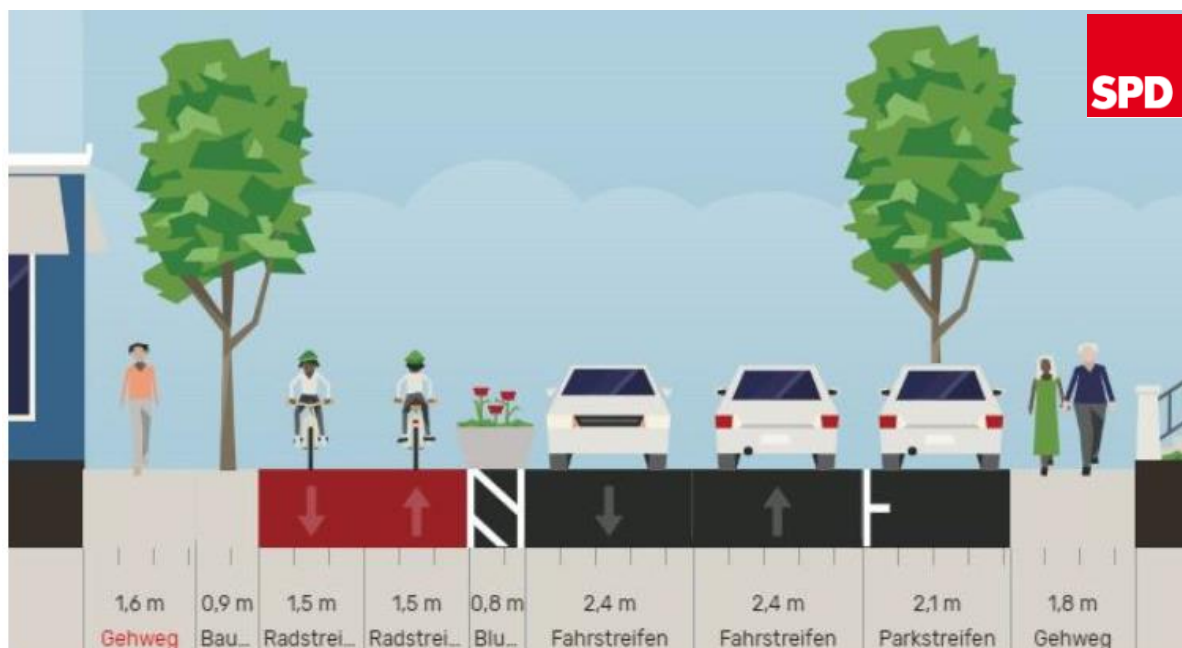 SPD
1,6 m 0,9 m 1,5 m 1,5 m 0,8 m 2,4 m 2,4 m 2,1 m 1,8 m
Gehweg Bau... Radstrei... Radstrei... Blu... Fahrstreifen Fahrstreifen Parkstreifen Gehweg